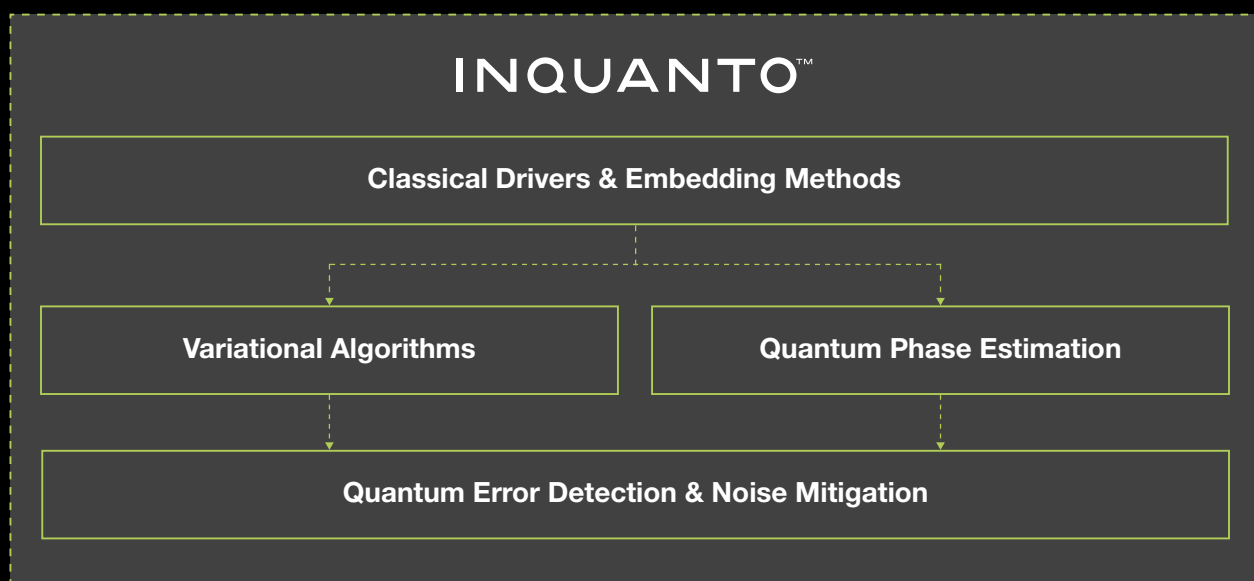 INQUANTO™
Classical Drivers & Embedding Methods
Variational Algorithms
Quantum Phase Estimation
Quantum Error Detection & Noise Mitigation